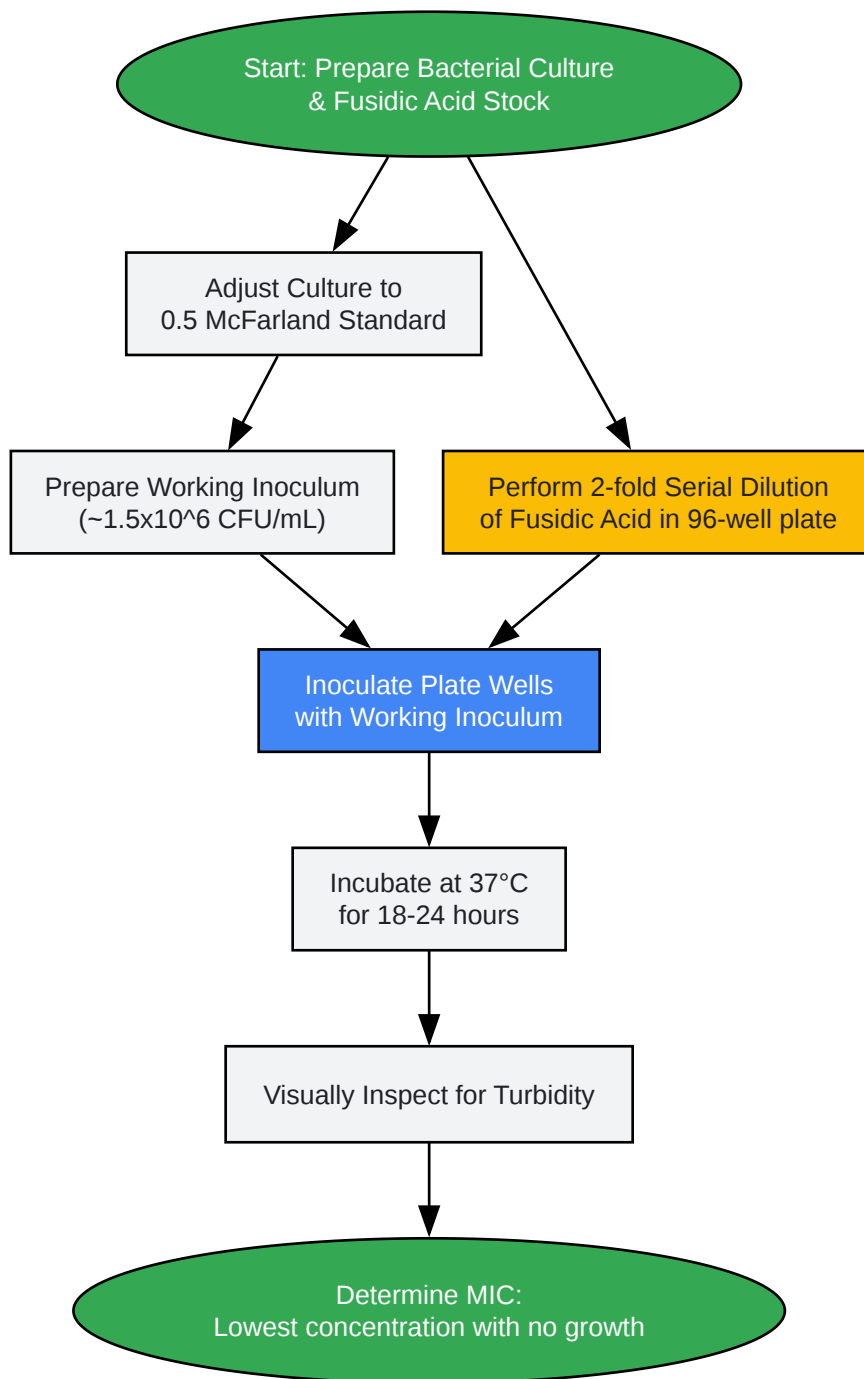 Start: Prepare Bacterial Culture
& Fusidic Acid Stock
Adjust Culture to
0.5 McFarland Standard
Prepare Working Inoculum
(~1.5x10^6 CFU/mL)
Perform 2-fold Serial Dilution
of Fusidic Acid in 96-well plate
Inoculate Plate Wells
with Working Inoculum
Incubate at 37°C
for 18-24 hours
Visually Inspect for Turbidity
Determine MIC:
Lowest concentration with no growth